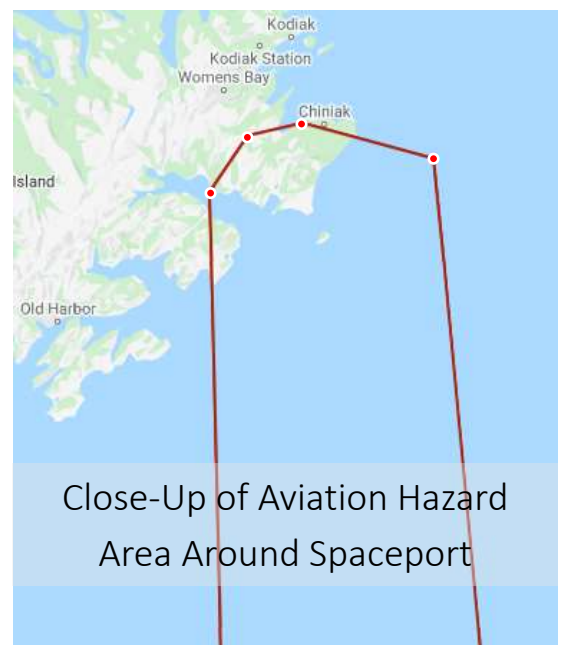 Kodiak
Kodiak Station
Womens Bay
Chiniak
Island
Old Harbor
Close-Up of Aviation Hazard
Area Around Spaceport